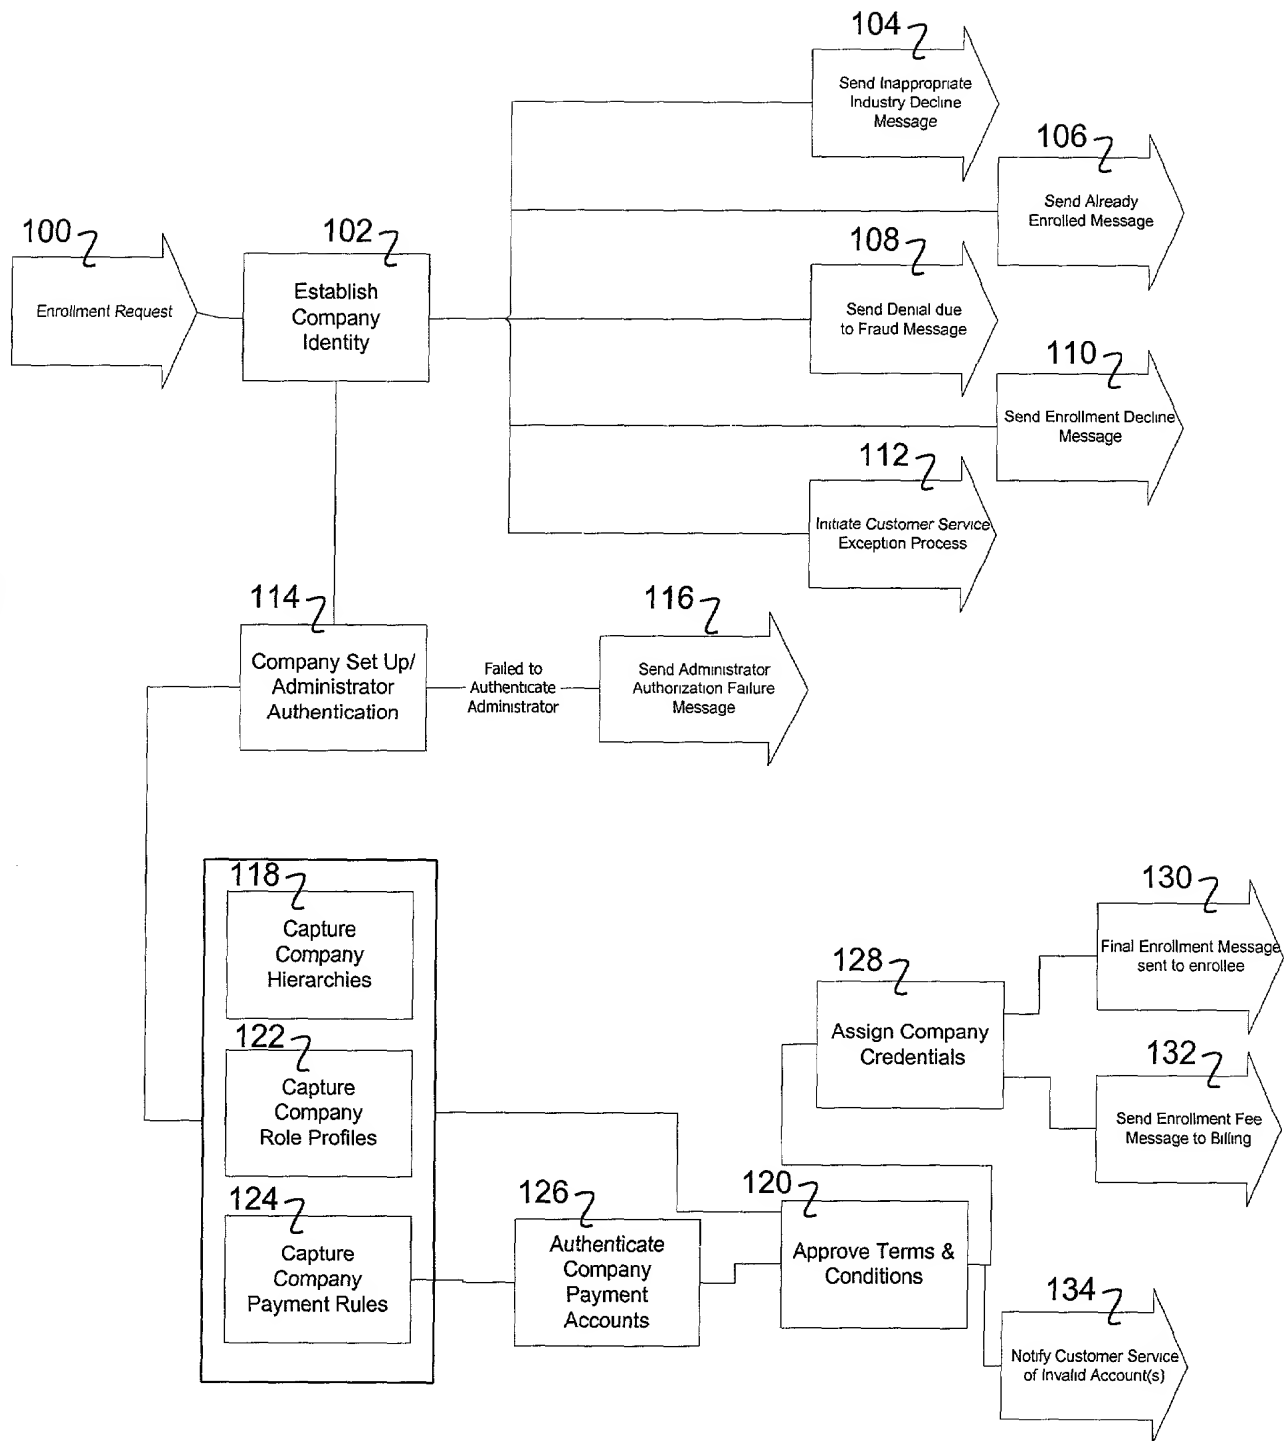 104
Send Inappropriate
Industry Decline
Message
106
Send Already
Enrolled Message
100
Enrollment Request
102
Establish
Company
Identity
108
Send Denial due
to Fraud Message
110
Send Enrollment Decline
Message
112
Initiate Customer Service
Exception Process
114
Company Set Up/
Administrator
Authentication
Failed to
Authenticate
Administrator
116
Send Administrator
Authorization Failure
Message
118
Capture
Company
Hierarchies
122
Capture
Company
Role Profiles
124
Capture
Company
Payment Rules
126
Authenticate
Company
Payment
Accounts
120
Approve Terms &
Conditions
128
Assign Company
Credentials
130
Final Enrollment Message
sent to enrollee
132
Send Enrollment Fee
Message to Billing
134
Notify Customer Service
of Invalid Account(s)